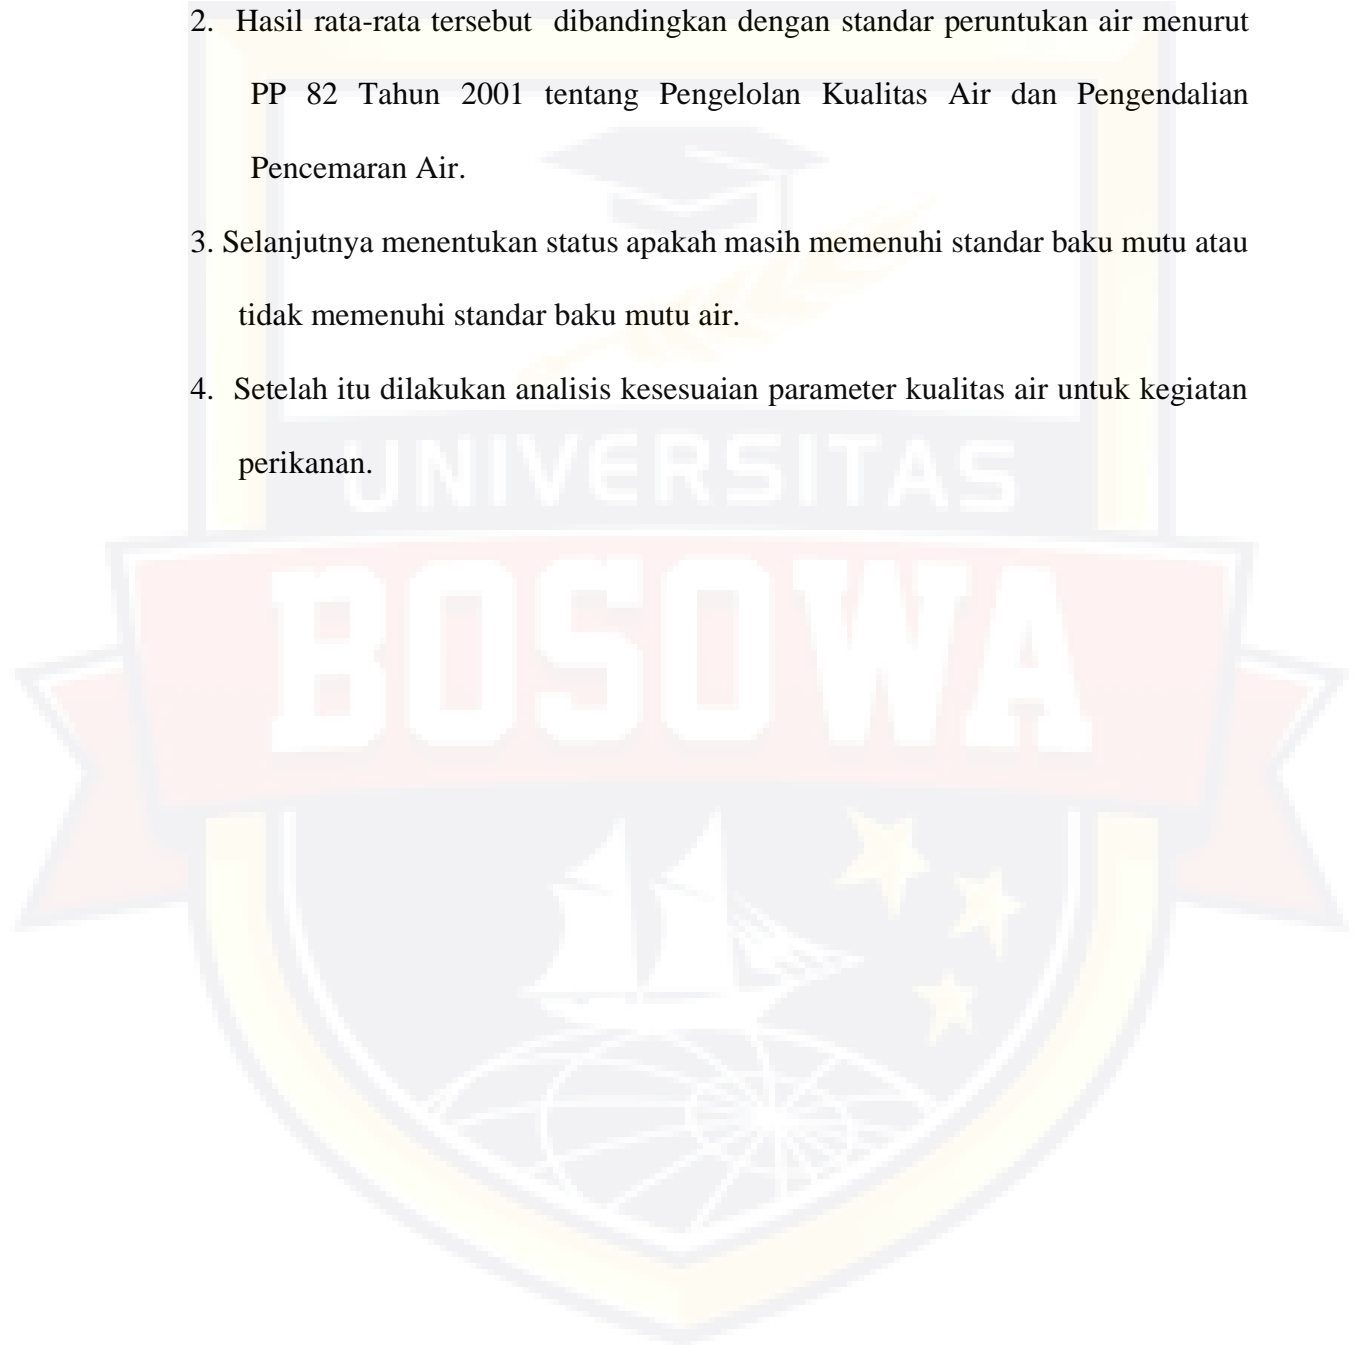 2. Hasil rata-rata tersebut dibandingkan dengan standar peruntukan air menurut
PP 82 Tahun 2001 tentang Pengelolan Kualitas Air dan Pengendalian
Pencemaran Air.
3. Selanjutnya menentukan status apakah masih memenuhi standar baku mutu atau
tidak memenuhi standar baku mutu air.
4. Setelah itu dilakukan analisis kesesuaian parameter kualitas air untuk kegiatan
perikanan.
UNIVERSITAS
BOSOWA